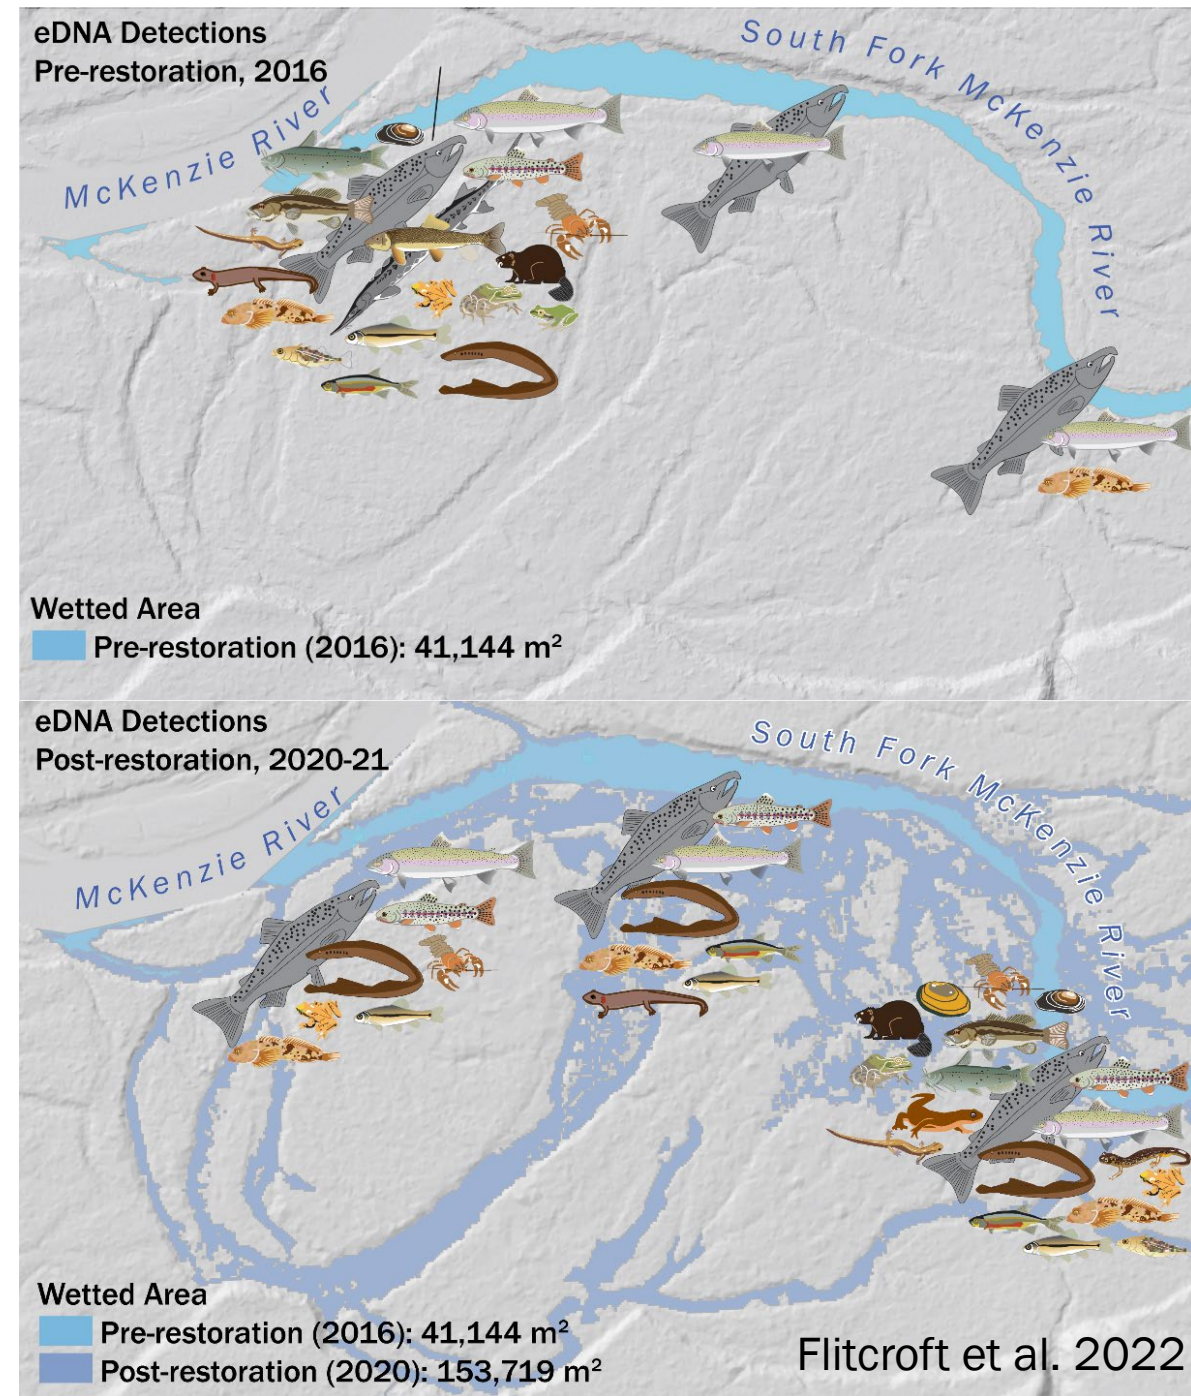 eDNA Detections
Pre-restoration, 2016
McKenzie River
South Fork McKenzie River
Wetted Area
Pre-restoration (2016): 41,144 m²
eDNA Detections
Post-restoration, 2020-21
McKenzie River
South Fork McKenzie River
Wetted Area
Pre-restoration (2016): 41,144 m²
Post-restoration (2020): 153,719 m²
Flitcroft et al. 2022